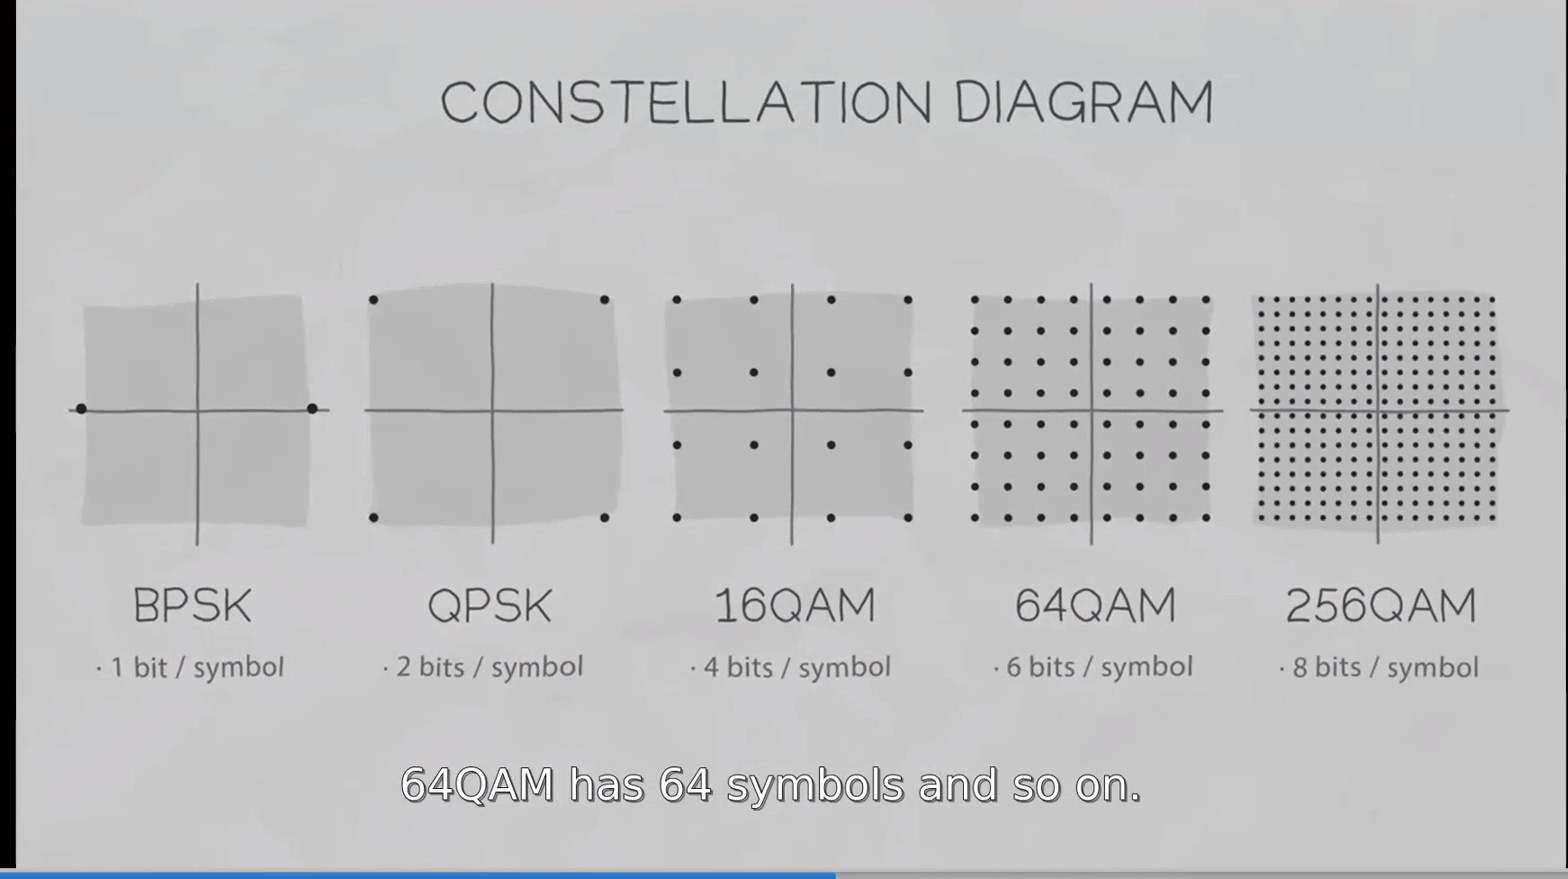 CONSTELLATION DIAGRAM
BPSK
· 1 bit / symbol
QPSK
· 2 bits / symbol
16QAM
· 4 bits / symbol
64QAM
· 6 bits / symbol
256QAM
· 8 bits / symbol
64QAM has 64 symbols and so on.